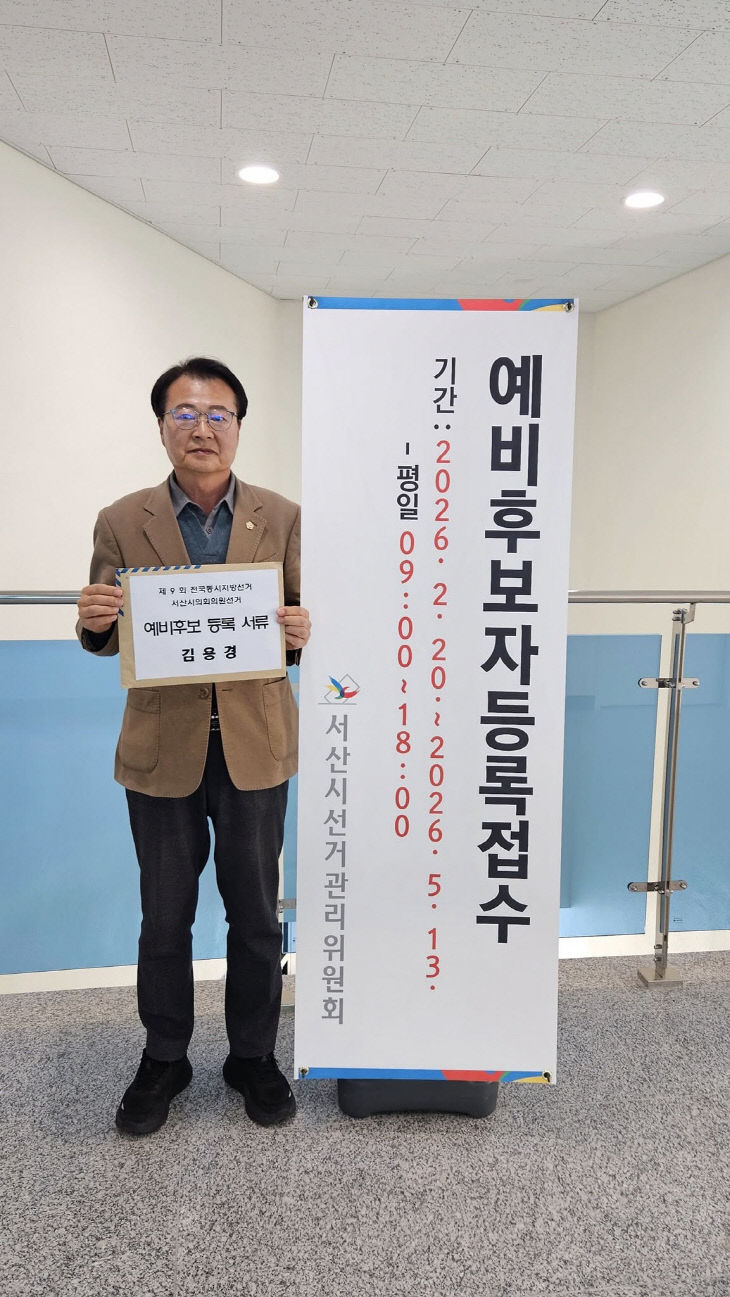 제 9 회 전국동시지방선거
서산시의회의원선거
예비후보 등록 서류
김 용 경
예비후보자등록접수
기간: 2026. 2. 20.~2026. 5. 13.
- 평일 09:00~18:00
서산시선거관리위원회